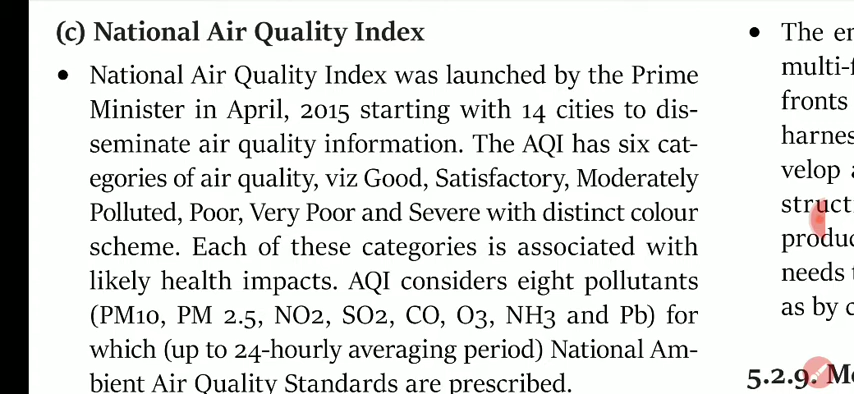 (c) National Air Quality Index
• National Air Quality Index was launched by the Prime
Minister in April, 2015 starting with 14 cities to dis-
seminate air quality information. The AQI has six cat-
egories of air quality, viz Good, Satisfactory, Moderately
Polluted, Poor, Very Poor and Severe with distinct colour
scheme. Each of these categories is associated with
likely health impacts. AQI considers eight pollutants
(PM10, PM 2.5, NO2, SO2, CO, O3, NH3 and Pb) for
which (up to 24-hourly averaging period) National Am-
bient Air Quality Standards are prescribed.
• The
multi-
fronts
velop
needs
as by
5.2.9.